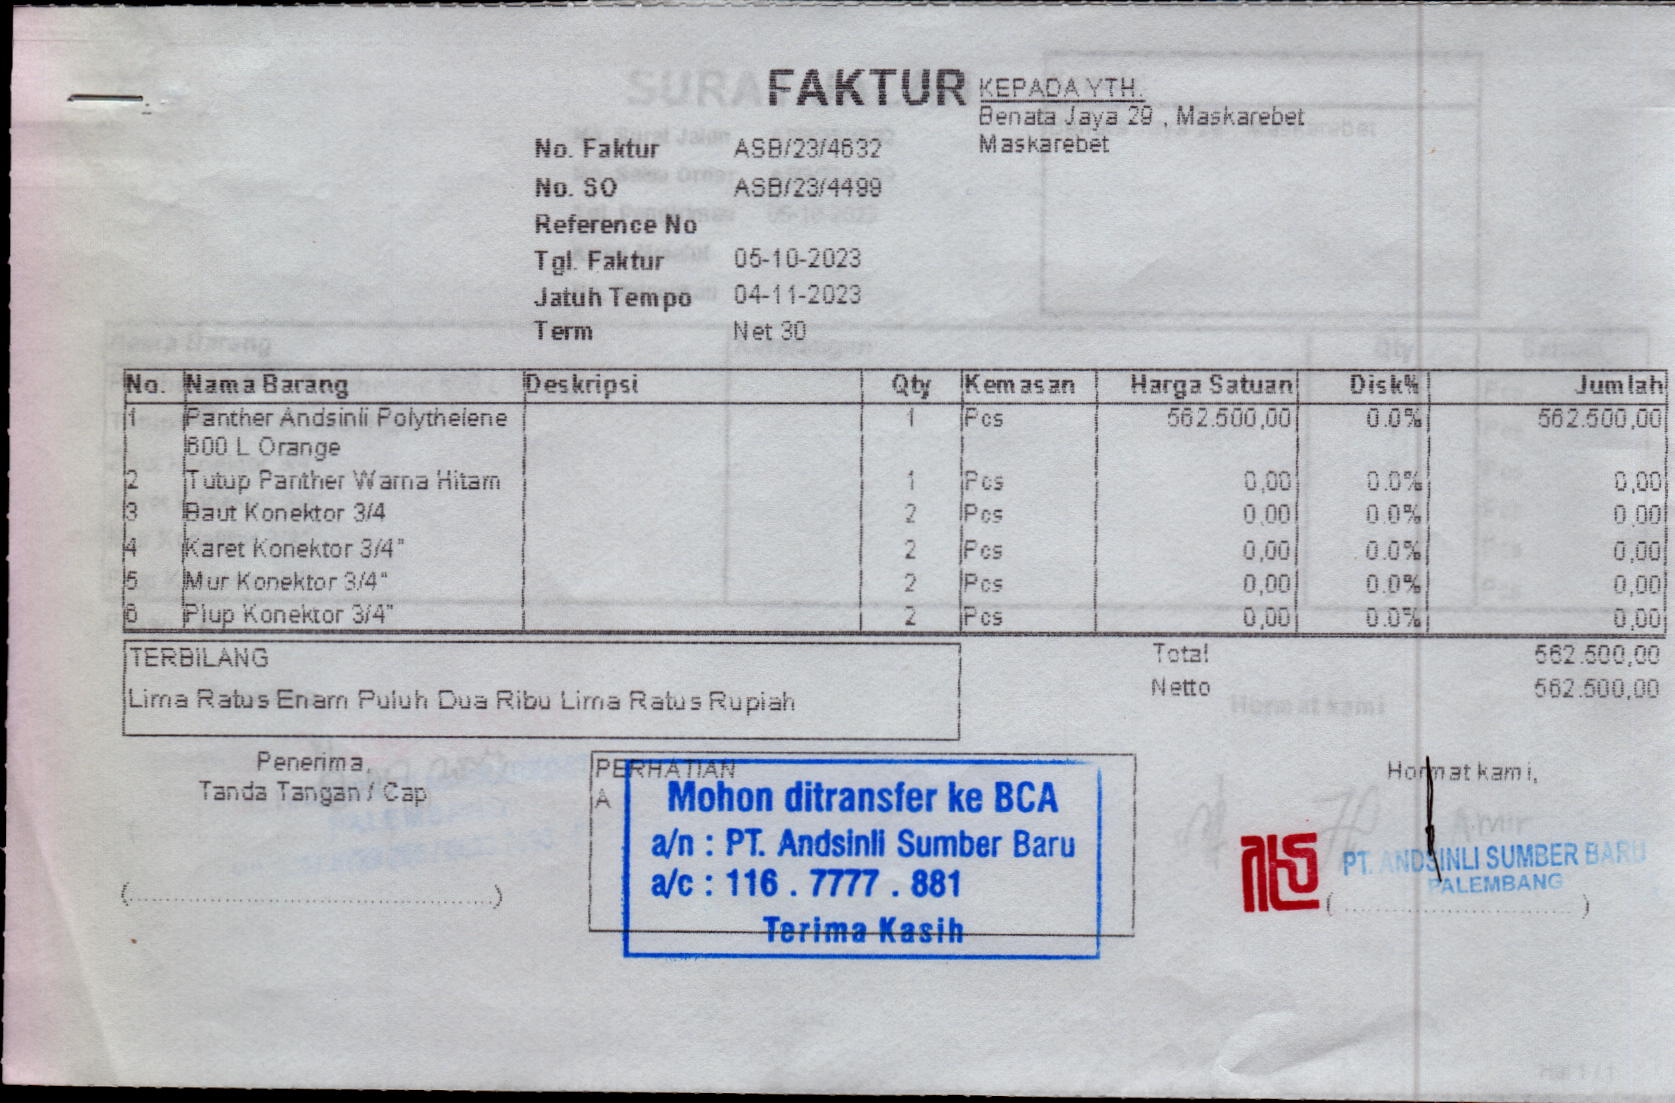 FAKTUR
KEPADA YTH.
Benata Jaya 29 , Maskarebet
Maskarebet
No. Faktur ASB/23/4632
No. SO ASB/23/4499
Reference No
Tgl. Faktur 05-10-2023
Jatuh Tempo 04-11-2023
Term Net 30
No. Nama Barang Deskripsi Qty Kemasan Harga Satuan Disk% Jumlah
1 Panther Andsinli Polythelene 1 Pcs 562.500,00 0.0% 562.500,00
600 L Orange
2 Tutup Panther Warna Hitam 1 Pcs 0,00 0.0% 0,00
3 Baut Konektor 3/4 2 Pcs 0,00 0.0% 0,00
4 Karet Konektor 3/4" 2 Pcs 0,00 0.0% 0,00
5 Mur Konektor 3/4" 2 Pcs 0,00 0.0% 0,00
6 Plup Konektor 3/4" 2 Pcs 0,00 0.0% 0,00
TERBILANG
Lima Ratus Enam Puluh Dua Ribu Lima Ratus Rupiah
Total 562.500,00
Netto 562.500,00
Penerima,
Tanda Tangan / Cap
(............................................)
PERHATIAN
A
Mohon ditransfer ke BCA
a/n : PT. Andsinli Sumber Baru
a/c : 116 . 7777 . 881
Terima Kasih
Hormat kami,
PT. ANDSINLI SUMBER BARU
PALEMBANG
(............................)